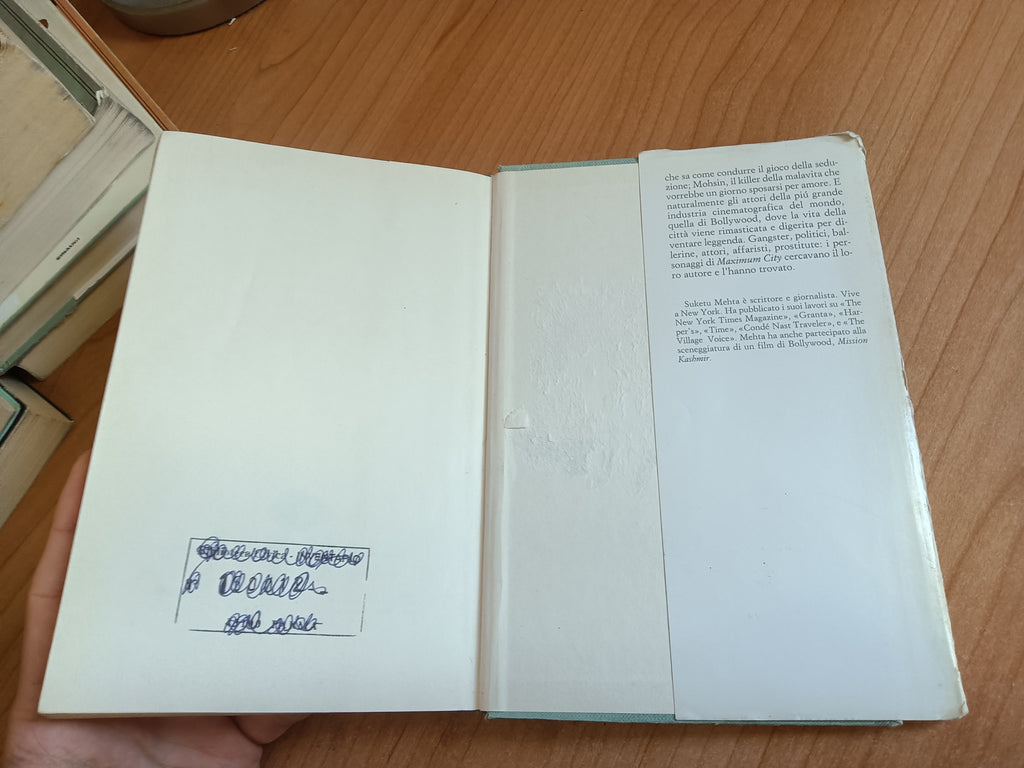 che sa come condurre il gioco della sedu-
zione; Mohsin, il killer della malavita che
vorrebbe un giorno sposarsi per amore. E
naturalmente gli attori della piú grande
industria cinematografica del mondo,
quella di Bollywood, dove la vita della
città viene rimasticata e digerita per di-
ventare leggenda. Gangster, politici, bal-
lerine, attori, affaristi, prostitute: i per-
sonaggi di Maximum City cercavano il lo-
ro autore e l'hanno trovato.
Suketu Mehta è scrittore e giornalista. Vive
a New York. Ha pubblicato i suoi lavori su «The
New York Times Magazine», «Granta», «Har-
per's», «Time», «Condé Nast Traveler», e «The
Village Voice». Mehta ha anche partecipato alla
sceneggiatura di un film di Bollywood, Mission
Kashmir.